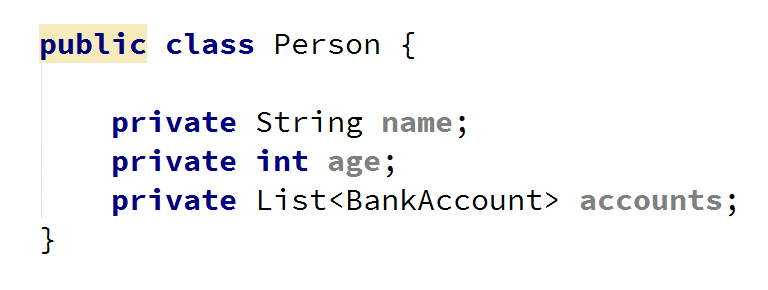 public class Person {
private String name;
private int age;
private List<BankAccount> accounts;
}